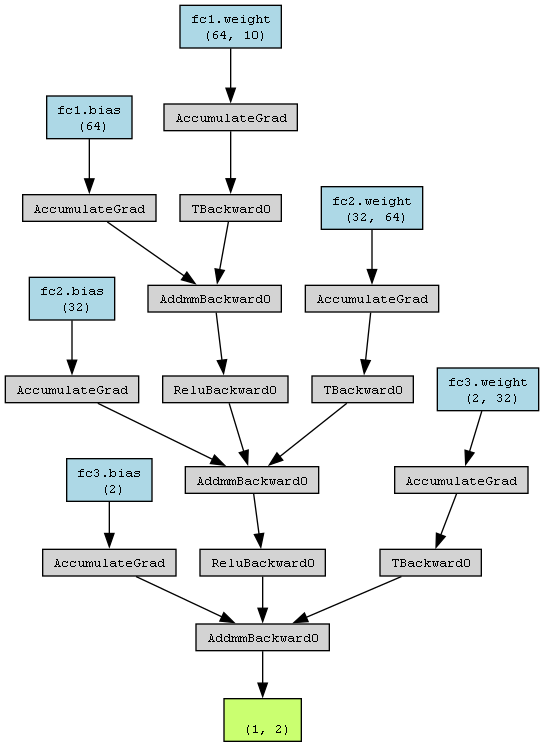 fc1.weight
(64, 10)
fc1.bias
(64)
AccumulateGrad
AccumulateGrad
TBackward0
fc2.weight
(32, 64)
fc2.bias
(32)
AddmmBackward0
AccumulateGrad
AccumulateGrad
ReluBackward0
TBackward0
fc3.weight
(2, 32)
fc3.bias
(2)
AddmmBackward0
AccumulateGrad
AccumulateGrad
ReluBackward0
TBackward0
AddmmBackward0
(1, 2)